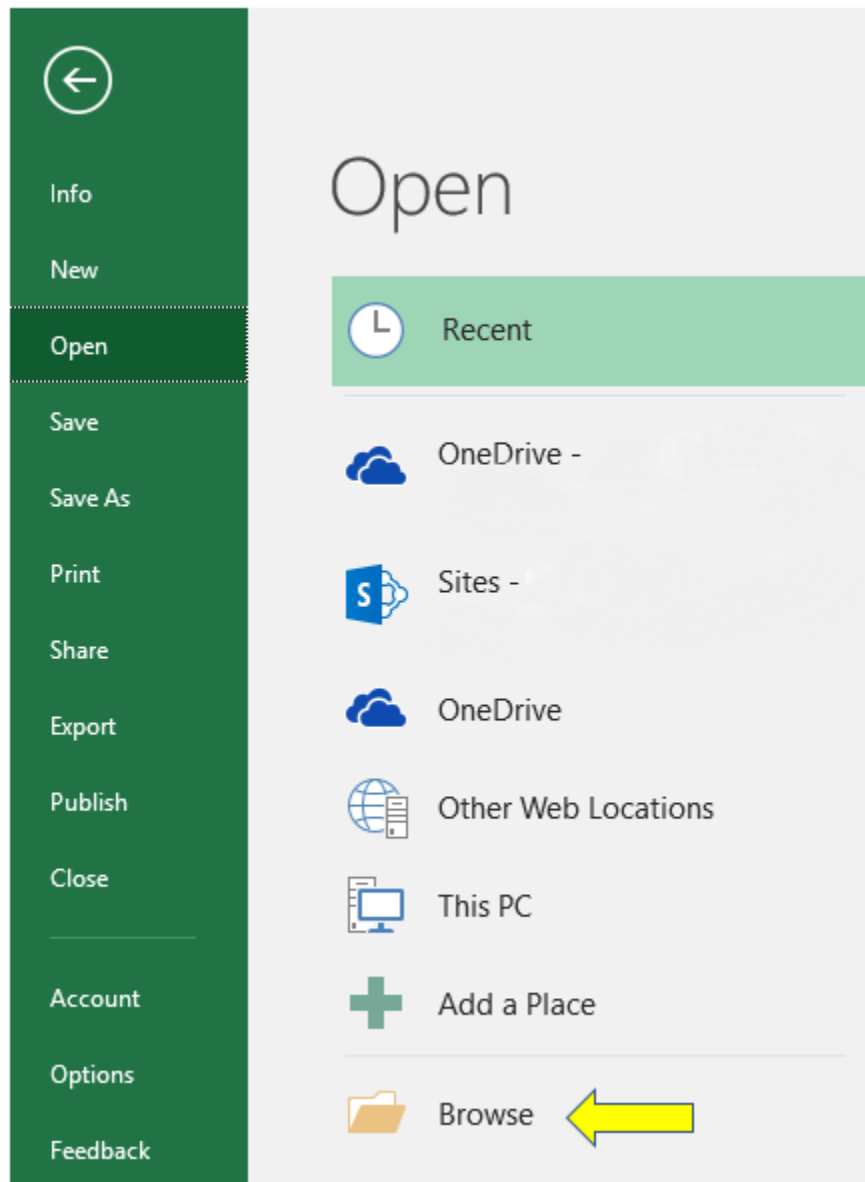 Info
New
Open
Save
Save As
Print
Share
Export
Publish
Close
Account
Options
Feedback
Open
Recent
OneDrive -
S
Sites -
OneDrive
Other Web Locations
This PC
Add a Place
Browse